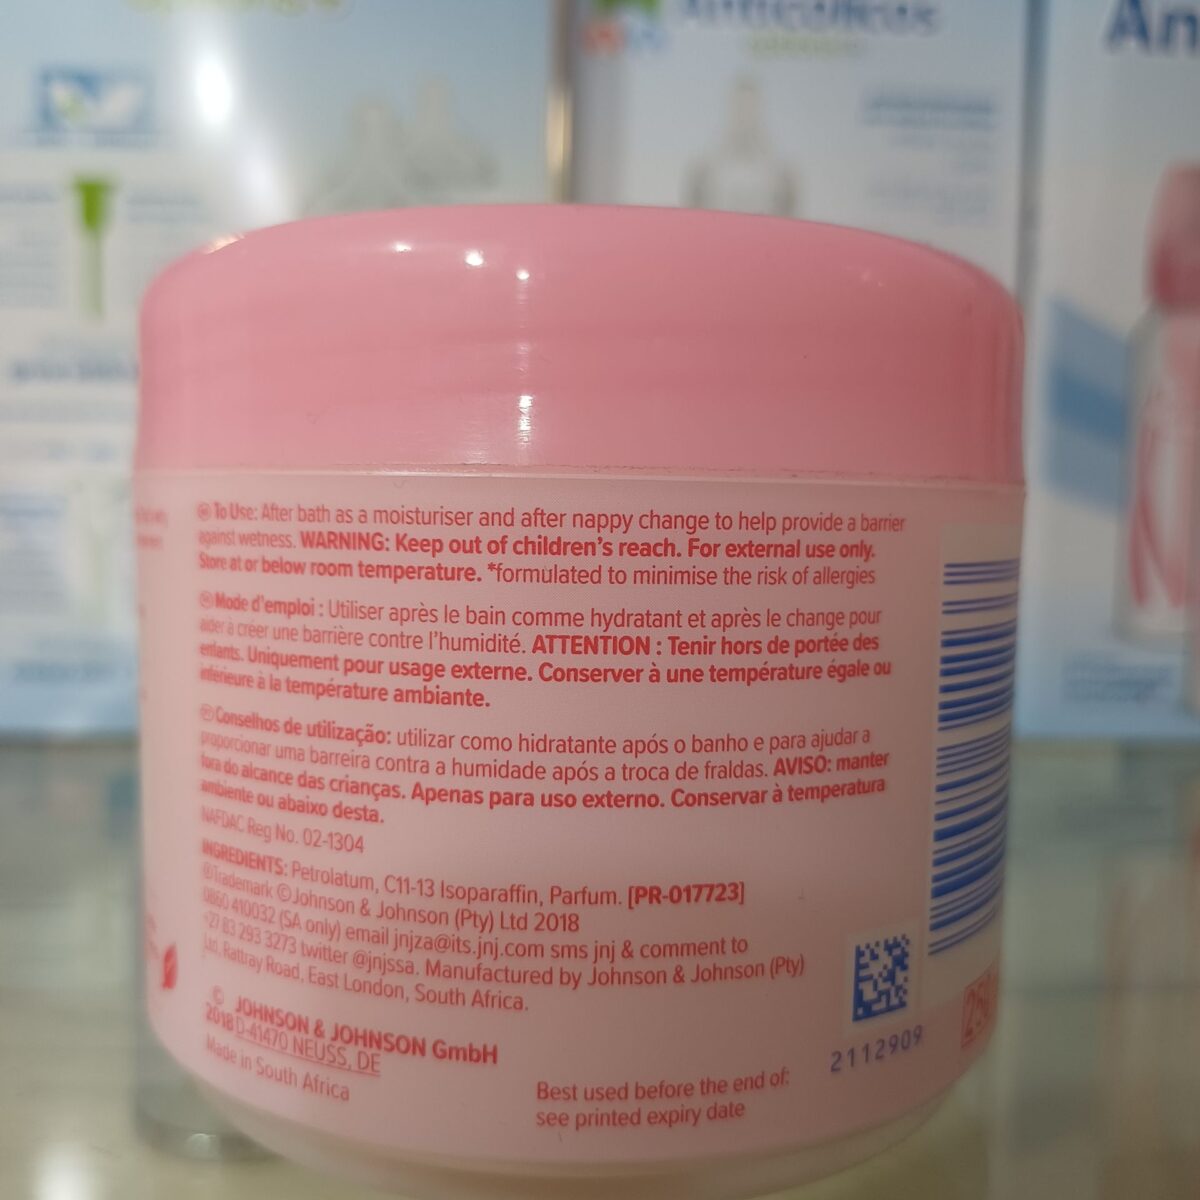 Anticolicos
An
To Use: After bath as a moisturiser and after nappy change to help provide a barrier
against wetness. WARNING: Keep out of children's reach. For external use only.
Store at or below room temperature. *formulated to minimise the risk of allergies
Mode d'emploi : Utiliser après le bain comme hydratant et après le change pour
aider à créer une barrière contre l'humidité. ATTENTION : Tenir hors de portée des
enfants. Uniquement pour usage externe. Conserver à une température égale ou
inférieure à la température ambiante.
Conselhos de utilização: utilizar como hidratante após o banho e para ajudar a
proporcionar uma barreira contra a humidade após a troca de fraldas. AVISO: manter
fora do alcance das crianças. Apenas para uso externo. Conservar à temperatura
ambiente ou abaixo desta.
NAFDAC Reg No. 02-1304
INGREDIENTS: Petrolatum, C11-13 Isoparaffin, Parfum. [PR-017723]
®Trademark ©Johnson & Johnson (Pty) Ltd 2018
0860 410032 (SA only) email jnjza@its.jnj.com sms jnj & comment to
+27 83 293 3273 twitter @jnjssa. Manufactured by Johnson & Johnson (Pty)
Ltd, Rattray Road, East London, South Africa.
© JOHNSON & JOHNSON GmbH
2018 D-41470 NEUSS, DE
Made in South Africa
Best used before the end of:
see printed expiry date
2112909